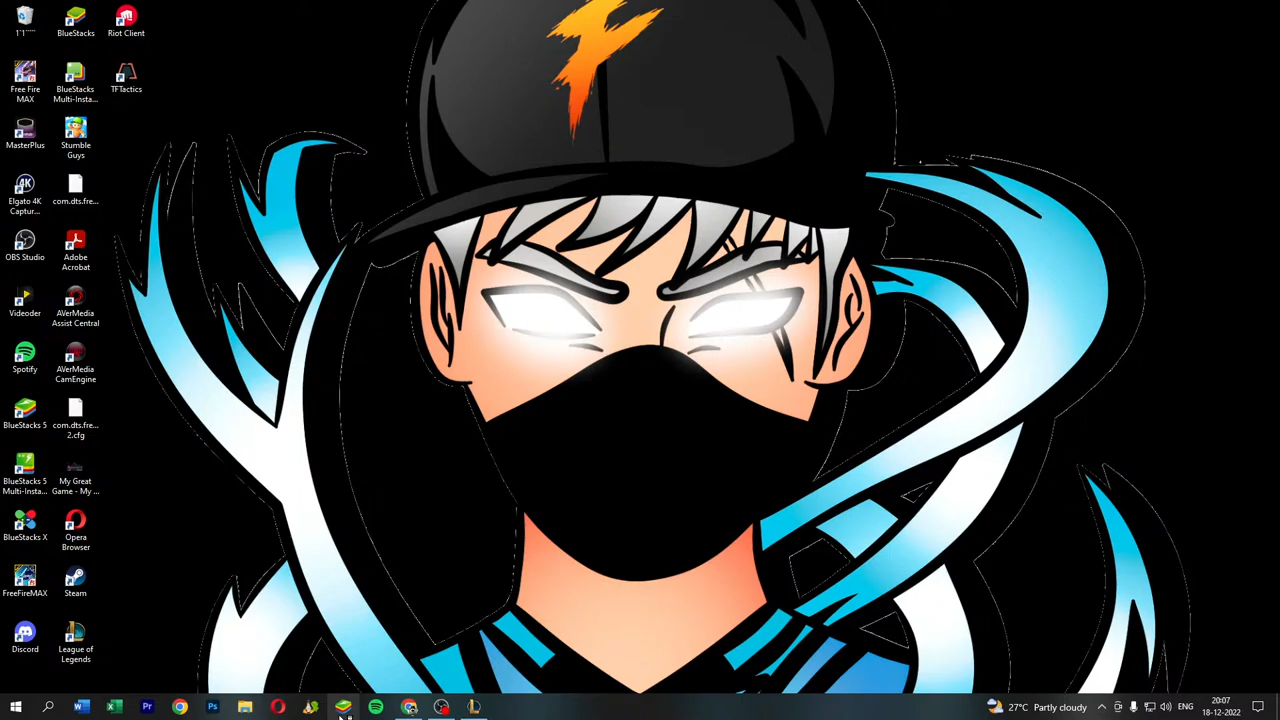 1'1''''''
BlueStacks
Riot Client
Free Fire
MAX
BlueStacks
Multi-Insta...
TFTactics
MasterPlus
Stumble
Guys
Elgato 4K
Captur...
com.dts.fre...
OBS Studio
Adobe
Acrobat
Videoder
AVerMedia
Assist Central
Spotify
AVerMedia
CamEngine
BlueStacks 5
com.dts.fre...
2.cfg
BlueStacks 5
Multi-Insta...
My Great
Game - My ...
BlueStacks X
Opera
Browser
FreeFireMAX
Steam
Discord
League of
Legends
27°C Partly cloudy
ENG
20:07
18-12-2022